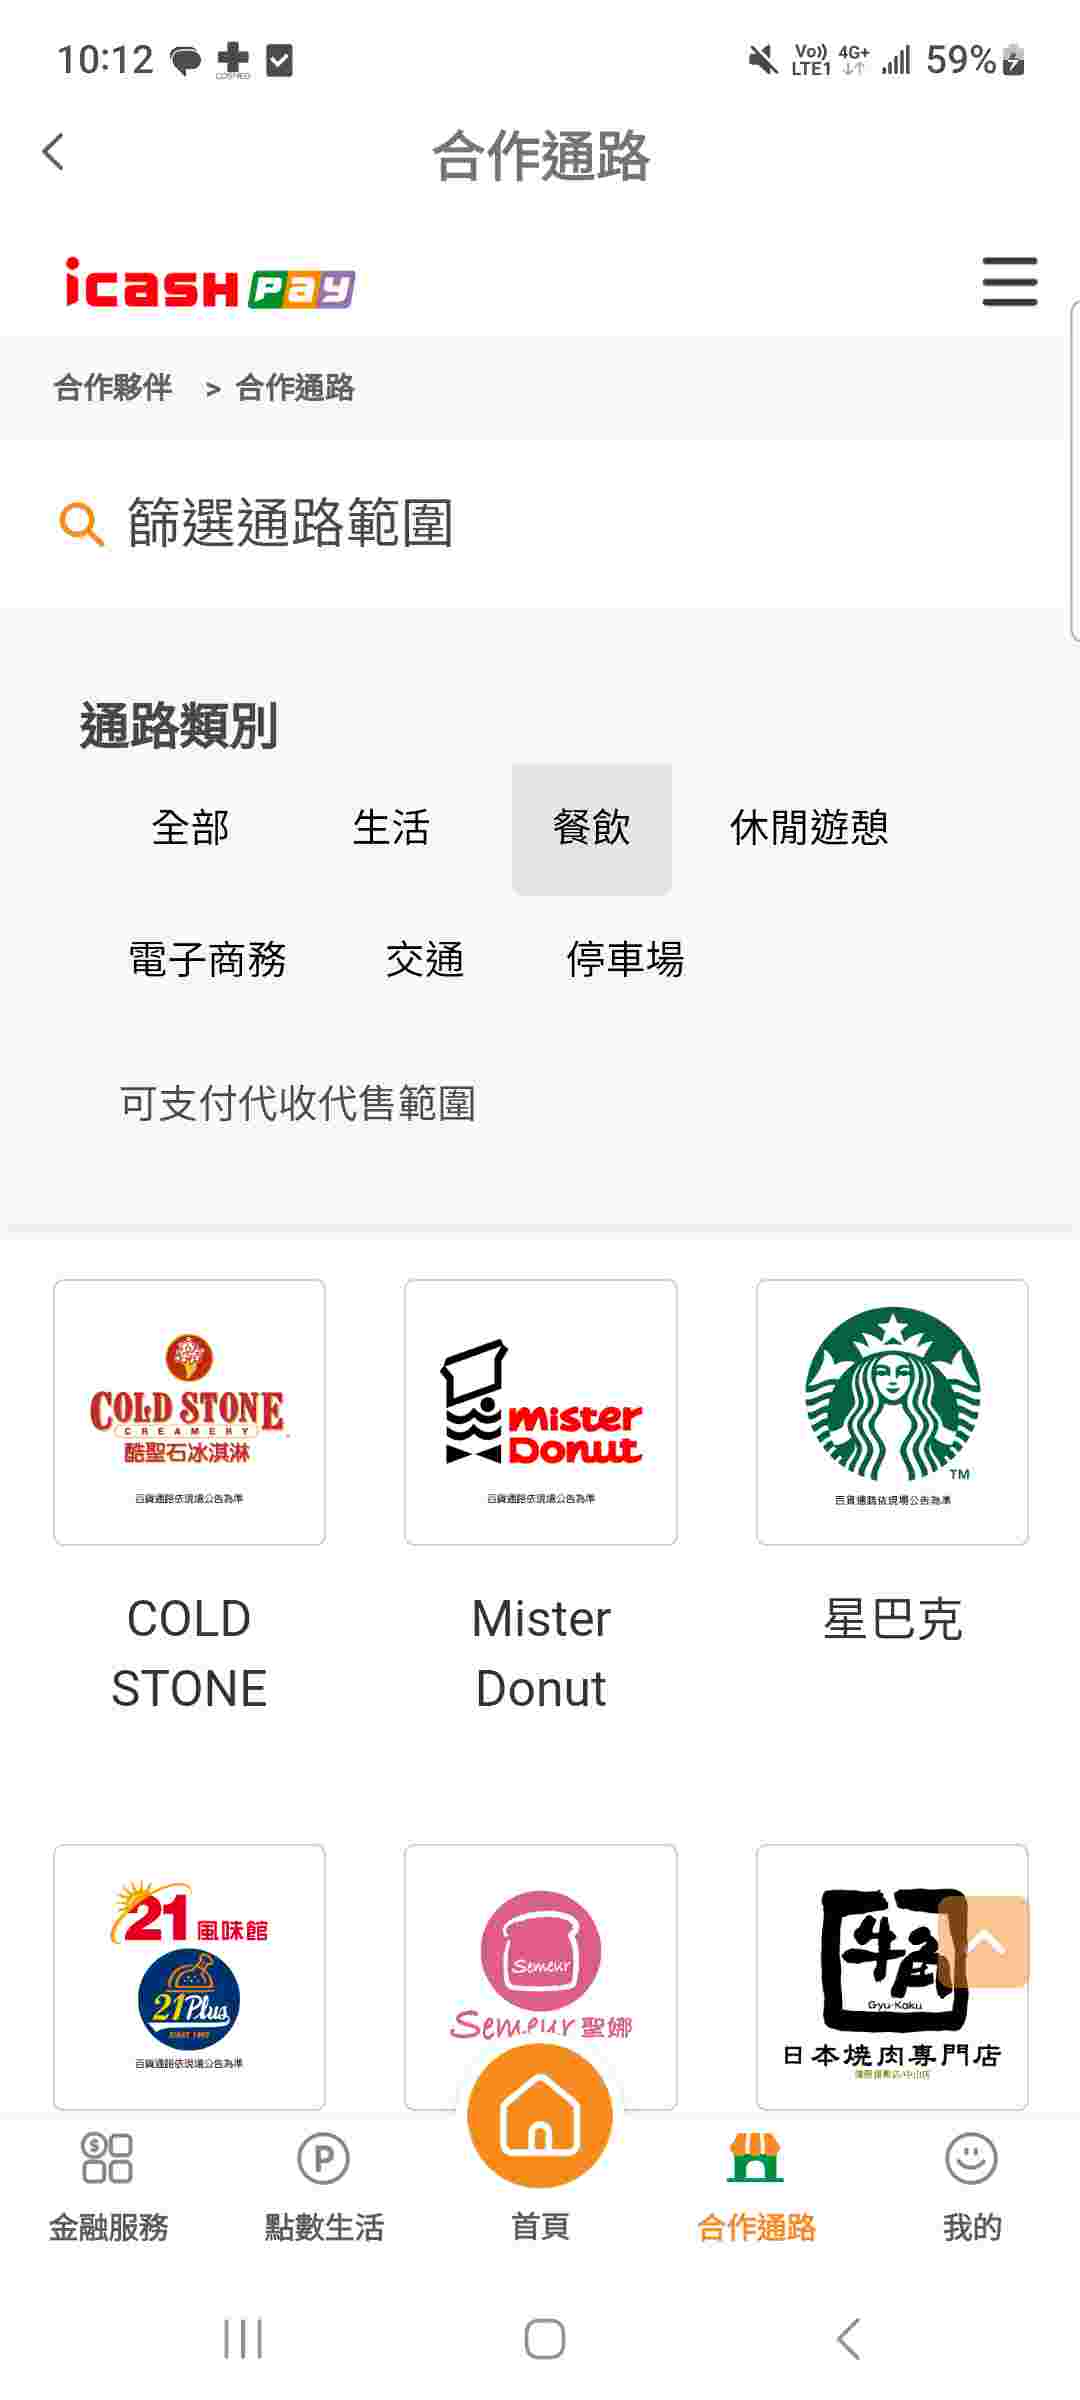 10:12
Vo)) LTE1 4G+ 59%
合作通路
icash pay
合作夥伴 > 合作通路
篩選通路範圍
通路類別
全部 生活 餐飲 休閒遊憩
電子商務 交通 停車場
可支付代收代售範圍
COLD STONE
CREAMERY
酷聖石冰淇淋
百貨通路依現場公告為準
mister
Donut
百貨通路依現場公告為準
TM
百貨通路依現場公告為準
COLD
STONE
Mister
Donut
星巴克
21風味館
21Plus
SINCE 1997
百貨通路依現場公告為準
Semeur
Semeur 聖娜
牛角
Gyu-Kaku
日本燒肉專門店
金融服務 點數生活 首頁 合作通路 我的